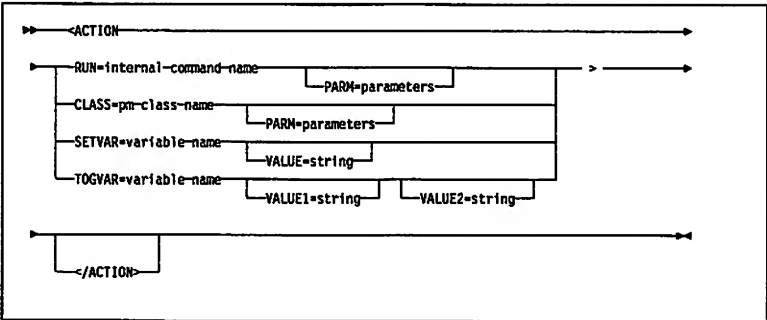 <ACTION
RUN=internal-command-name
PARM=parameters
>
CLASS=pm-class-name
PARM=parameters
SETVAR=variable-name
VALUE=string
TOGVAR=variable-name
VALUE1=string
VALUE2=string
</ACTION>